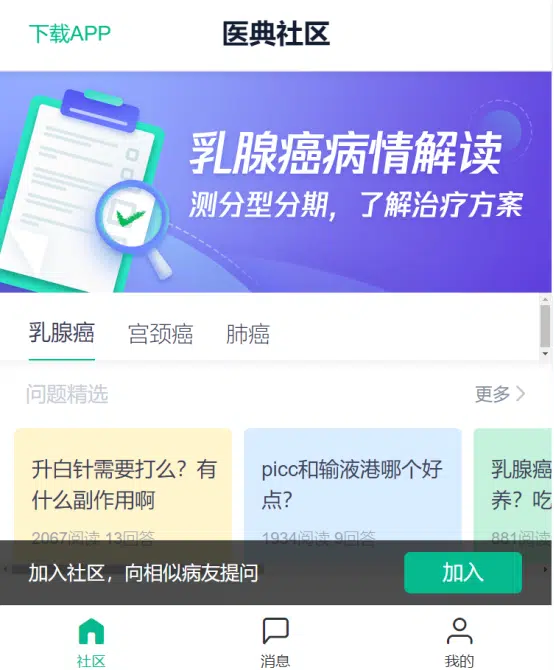 下载APP
医典社区
乳腺癌病情解读
测分型分期，了解治疗方案
乳腺癌
宫颈癌
肺癌
问题精选
更多
升白针需要打么？有
什么副作用啊
2067阅读 13回答
picc和输液港哪个好
点？
1934阅读 9回答
乳腺癌
养？吃
881阅读
加入社区，向相似病友提问
加入
社区
消息
我的